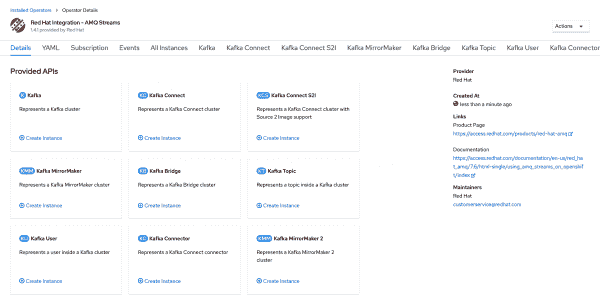 Installed Operators > Operator Details
Red Hat Integration - AMQ Streams
1.4.1 provided by Red Hat
Actions
Details YAML Subscription Events All Instances Kafka Kafka Connect Kafka Connect S2I Kafka MirrorMaker Kafka Bridge Kafka Topic Kafka User Kafka Connector
Provided APIs
K Kafka
Represents a Kafka cluster
Create Instance
KC Kafka Connect
Represents a Kafka Connect cluster
Create Instance
Kafka Connect S2I
Represents a Kafka Connect cluster with
Source 2 Image support
Create Instance
KMM Kafka MirrorMaker
Represents a Kafka MirrorMaker cluster
Create Instance
KB Kafka Bridge
Represents a Kafka Bridge cluster
Create Instance
KT Kafka Topic
Represents a topic inside a Kafka cluster
Create Instance
KU Kafka User
Represents a user inside a Kafka cluster
Create Instance
KC Kafka Connector
Represents a Kafka Connect connector
Create Instance
KMM Kafka MirrorMaker 2
Represents a Kafka MirrorMaker 2
cluster
Create Instance
Provider
Red Hat
Created At
less than a minute ago
Links
Product Page
https://access.redhat.com/products/red-hat-amq
Documentation
https://access.redhat.com/documentation/en-us/red_ha
t_amq/7.6/html-single/using_amq_streams_on_openshif
t/index
Maintainers
Red Hat
customerservice@redhat.com